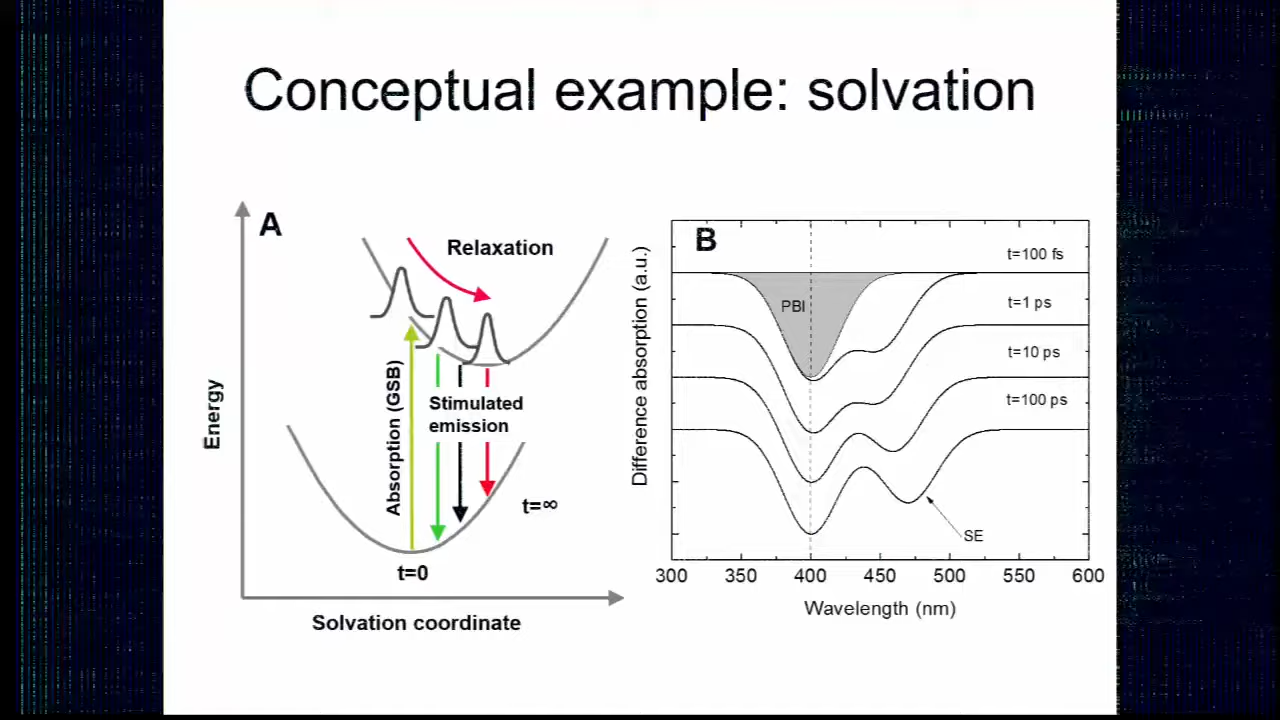 Conceptual example: solvation
A
Relaxation
Energy
Absorption (GSB)
Stimulated
emission
t=∞
t=0
Solvation coordinate
B
t=100 fs
PBl
t=1 ps
t=10 ps
t=100 ps
SE
Difference absorption (a.u.)
300 350 400 450 500 550 600
Wavelength (nm)